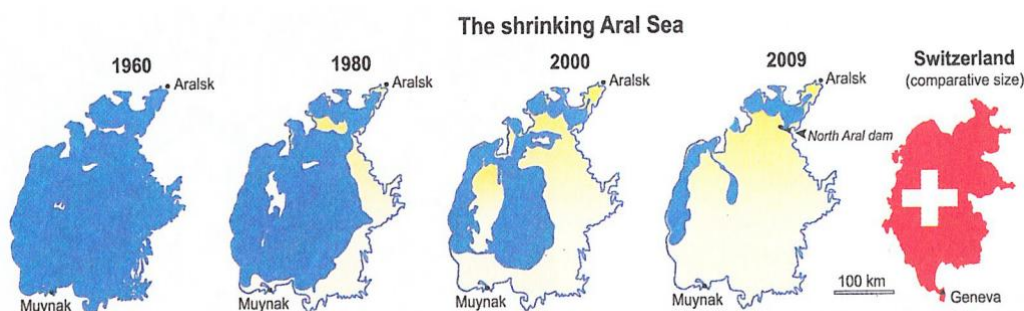 The shrinking Aral Sea
1960
Aralsk
Muynak
1980
Aralsk
Muynak
2000
Aralsk
Muynak
2009
Aralsk
North Aral dam
Muynak
100 km
Switzerland
(comparative size)
Geneva